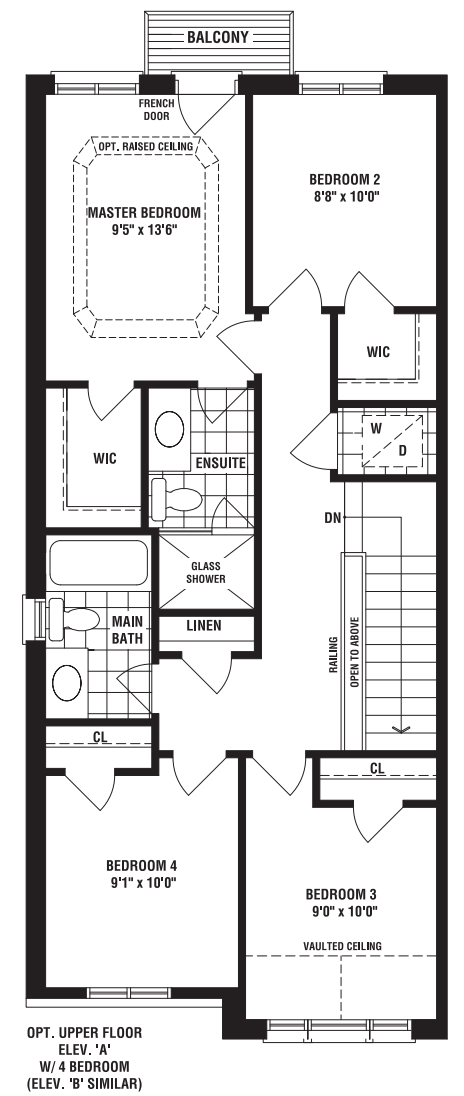 BALCONY
FRENCH
DOOR
OPT. RAISED CEILING
MASTER BEDROOM
9'5" x 13'6"
BEDROOM 2
8'8" x 10'0"
WIC
WIC
W
D
ENSUITE
DN
GLASS
SHOWER
MAIN
BATH
LINEN
RAILING
OPEN TO ABOVE
CL
CL
BEDROOM 4
9'1" x 10'0"
BEDROOM 3
9'0" x 10'0"
VAULTED CEILING
OPT. UPPER FLOOR
ELEV. 'A'
W/ 4 BEDROOM
(ELEV. 'B' SIMILAR)